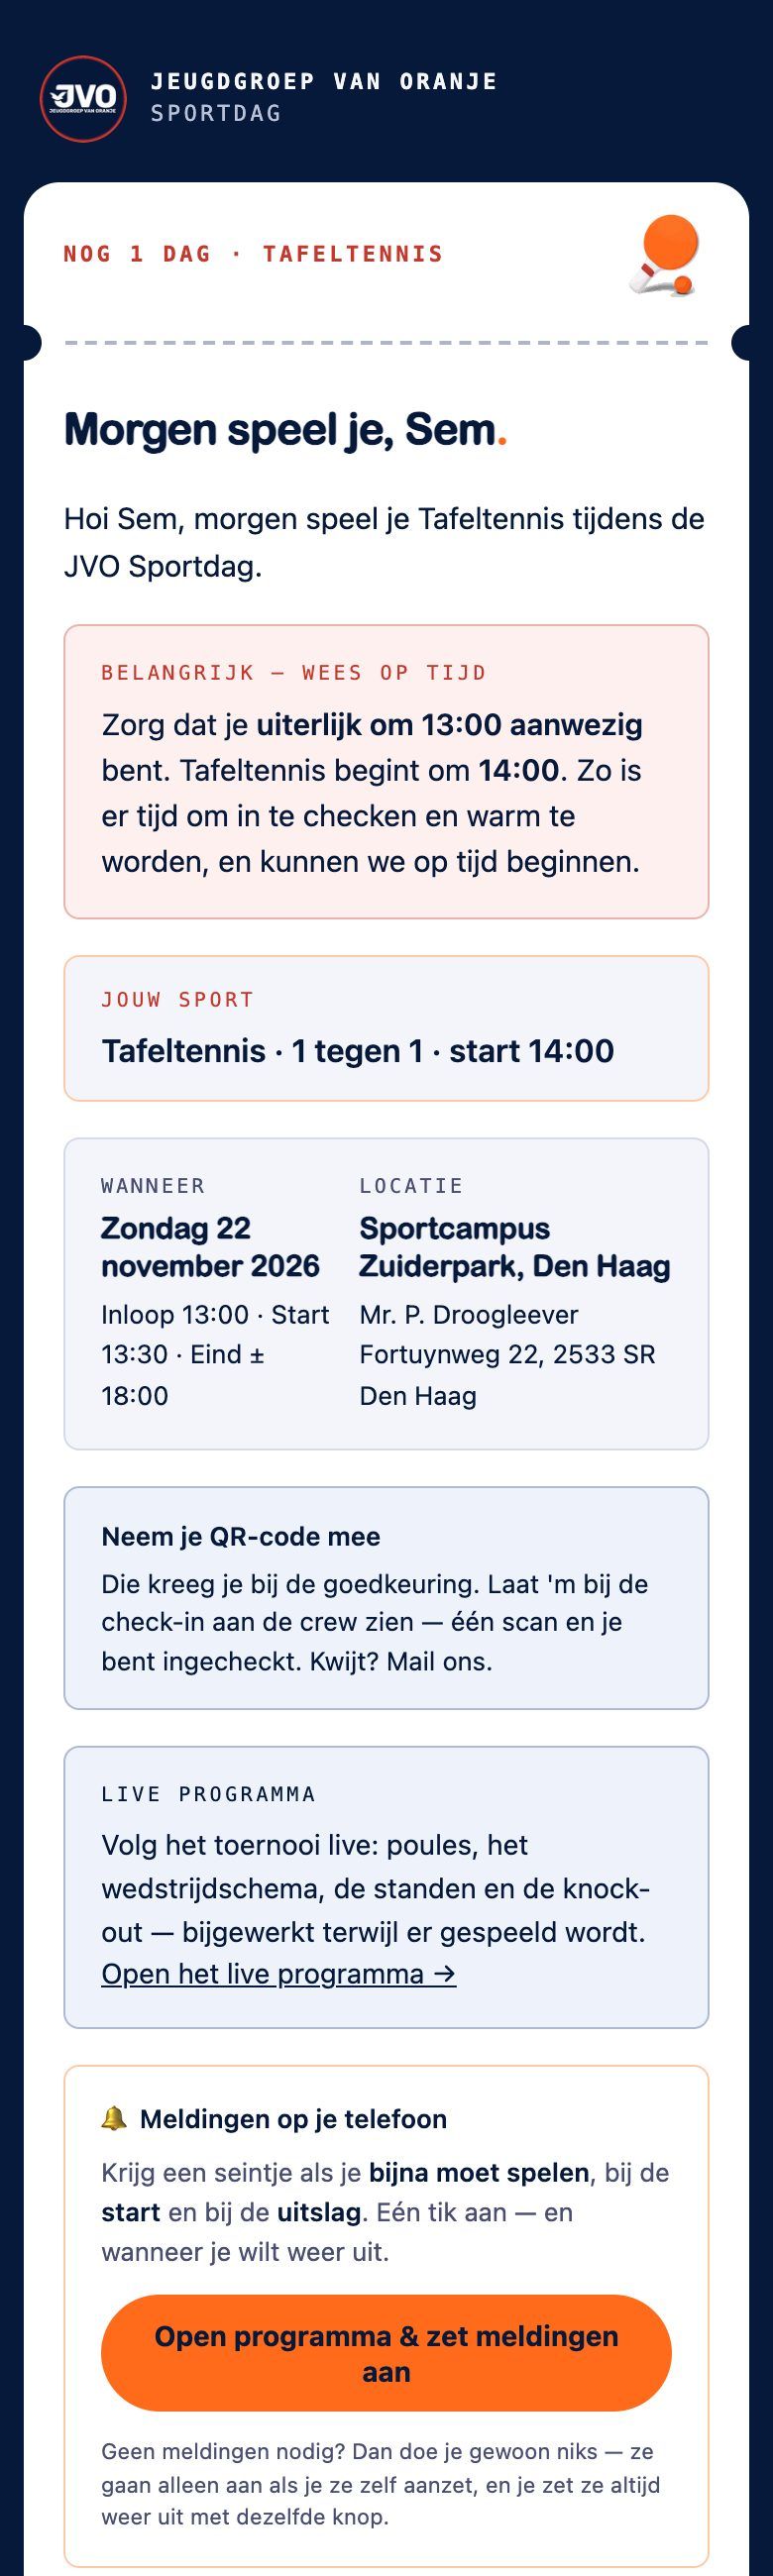 JVO
JEUGDGROEP VAN ORANJE
JEUGDGROEP VAN ORANJE
SPORTDAG
NOG 1 DAG · TAFELTENNIS
Morgen speel je, Sem.
Hoi Sem, morgen speel je Tafeltennis tijdens de
JVO Sportdag.
BELANGRIJK — WEES OP TIJD
Zorg dat je uiterlijk om 13:00 aanwezig
bent. Tafeltennis begint om 14:00. Zo is
er tijd om in te checken en warm te
worden, en kunnen we op tijd beginnen.
JOUW SPORT
Tafeltennis · 1 tegen 1 · start 14:00
WANNEER
Zondag 22
november 2026
Inloop 13:00 · Start
13:30 · Eind ±
18:00
LOCATIE
Sportcampus
Zuiderpark, Den Haag
Mr. P. Droogleever
Fortuynweg 22, 2533 SR
Den Haag
Neem je QR-code mee
Die kreeg je bij de goedkeuring. Laat 'm bij de
check-in aan de crew zien — één scan en je
bent ingecheckt. Kwijt? Mail ons.
LIVE PROGRAMMA
Volg het toernooi live: poules, het
wedstrijdschema, de standen en de knock-
out — bijgewerkt terwijl er gespeeld wordt.
Open het live programma →
🔔 Meldingen op je telefoon
Krijg een seintje als je bijna moet spelen, bij de
start en bij de uitslag. Eén tik aan — en
wanneer je wilt weer uit.
Open programma & zet meldingen
aan
Geen meldingen nodig? Dan doe je gewoon niks — ze
gaan alleen aan als je ze zelf aanzet, en je zet ze altijd
weer uit met dezelfde knop.